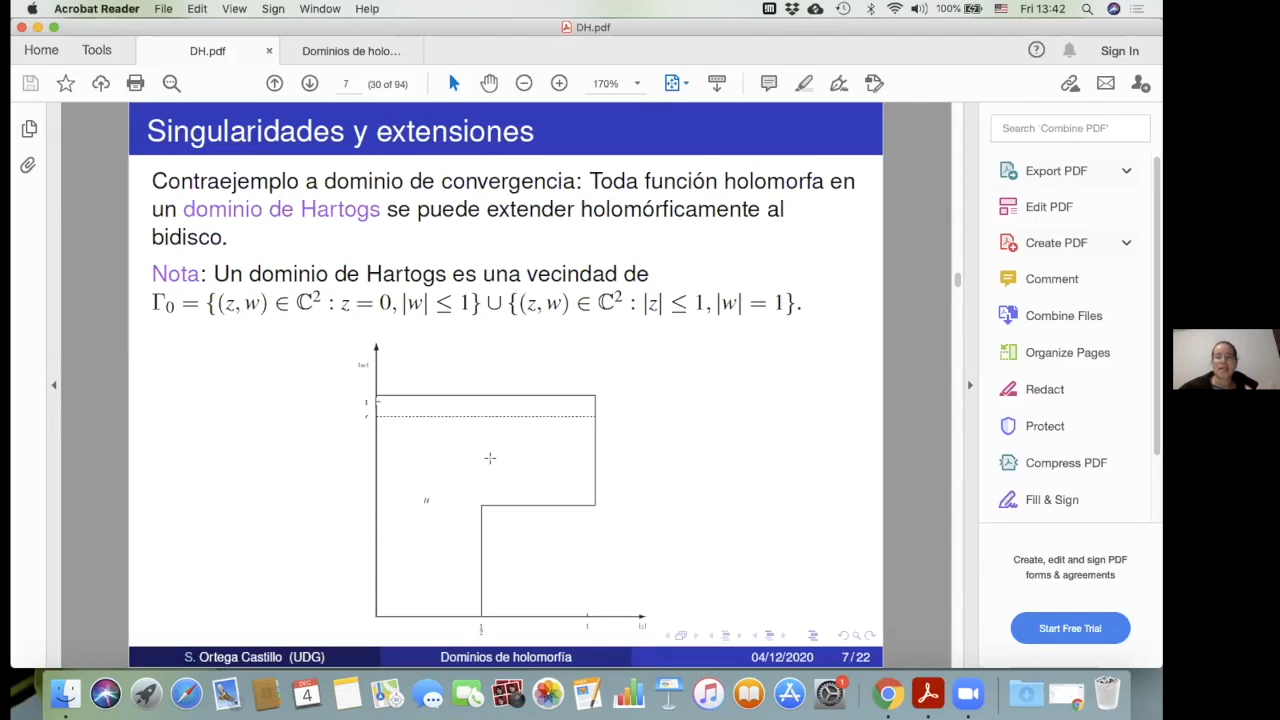 Acrobat Reader File Edit View Sign Window Help
100% Fri 13:42
DH.pdf
Home Tools DH.pdf × Dominios de holo... Sign In
7 (30 of 94) 170%
Search 'Combine PDF'
Singularidades y extensiones
Contraejemplo a dominio de convergencia: Toda función holomorfa en
un dominio de Hartogs se puede extender holomórficamente al
bidisco.
Nota: Un dominio de Hartogs es una vecindad de
Γ₀ = {(z, w) ∈ ℂ² : z = 0, |w| ≤ 1} ∪ {(z, w) ∈ ℂ² : |z| ≤ 1, |w| = 1}.
|w|
1
r
H
1/2
1
|z|
S. Ortega Castillo (UDG) Dominios de holomorfía 04/12/2020 7 / 22
Export PDF
Edit PDF
Create PDF
Comment
Combine Files
Organize Pages
Redact
Protect
Compress PDF
Fill & Sign
Create, edit and sign PDF
forms & agreements
Start Free Trial
DEC
4
1